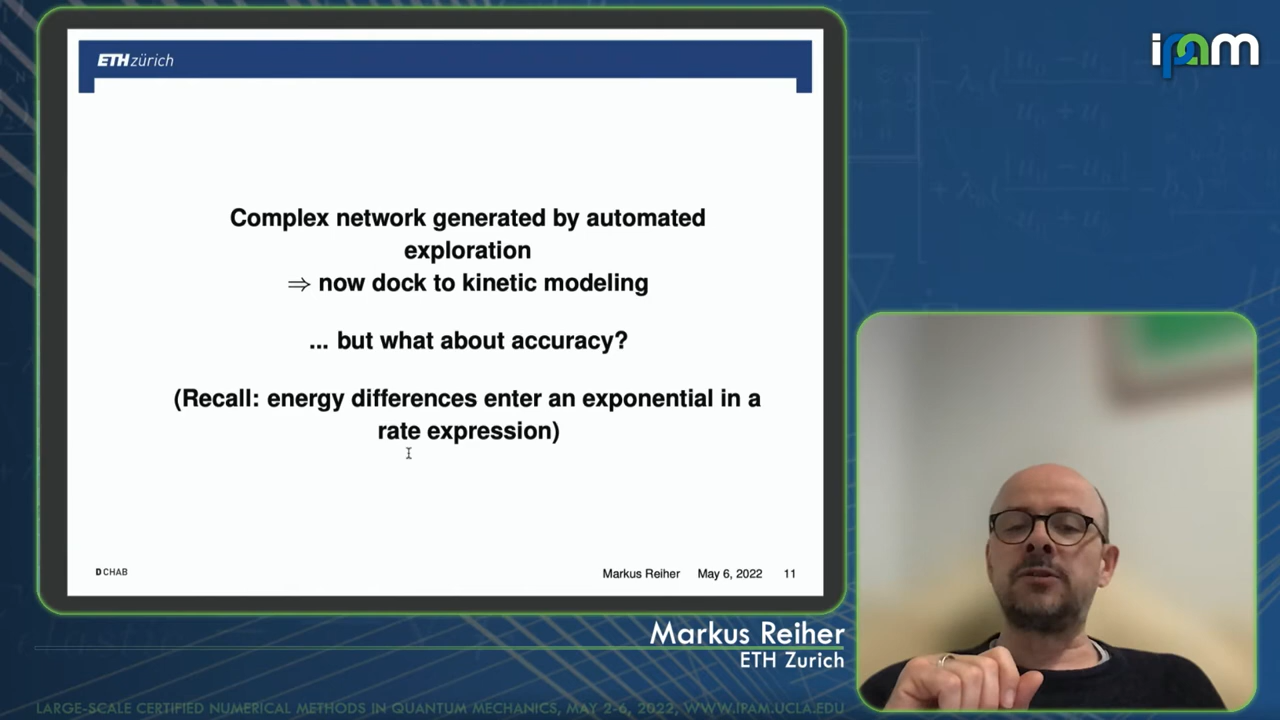 ETH zürich
ipam
Complex network generated by automated
exploration
⇒ now dock to kinetic modeling
... but what about accuracy?
(Recall: energy differences enter an exponential in a
rate expression)
D CHAB
Markus Reiher May 6, 2022 11
Markus Reiher
ETH Zurich
LARGE-SCALE CERTIFIED NUMERICAL METHODS IN QUANTUM MECHANICS, MAY 2-6, 2022, WWW.IPAM.UCLA.EDU